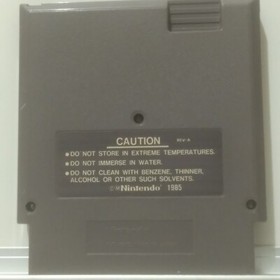 CAUTION
• DO NOT STORE IN EXTREME TEMPERATURES.
• DO NOT IMMERSE IN WATER.
• DO NOT CLEAN WITH BENZENE, THINNER,
ALCOHOL OR OTHER SUCH SOLVENTS.
©®Nintendo 1985